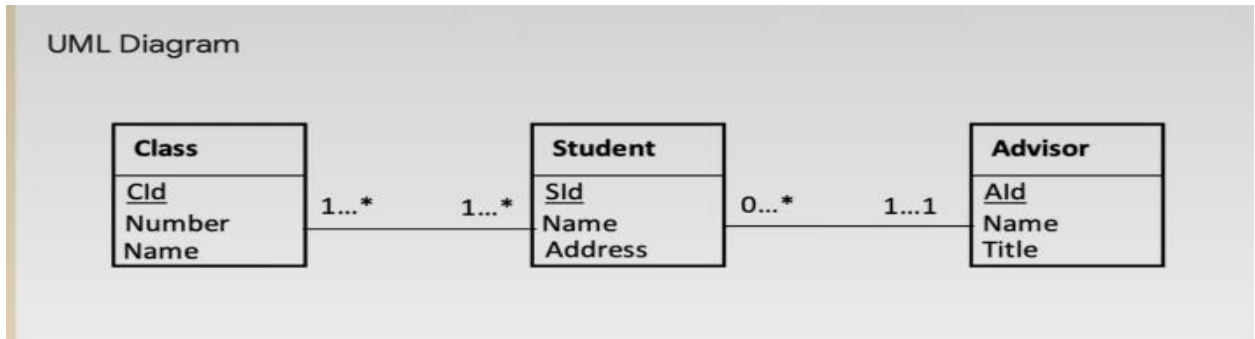 UML Diagram
Class
CId
Number
Name
1...*
1...*
Student
SId
Name
Address
0...*
1...1
Advisor
AId
Name
Title